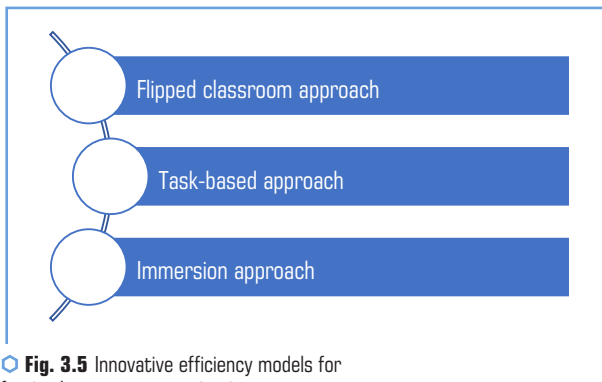 Flipped classroom approach
Task-based approach
Immersion approach
Fig. 3.5 Innovative efficiency models for